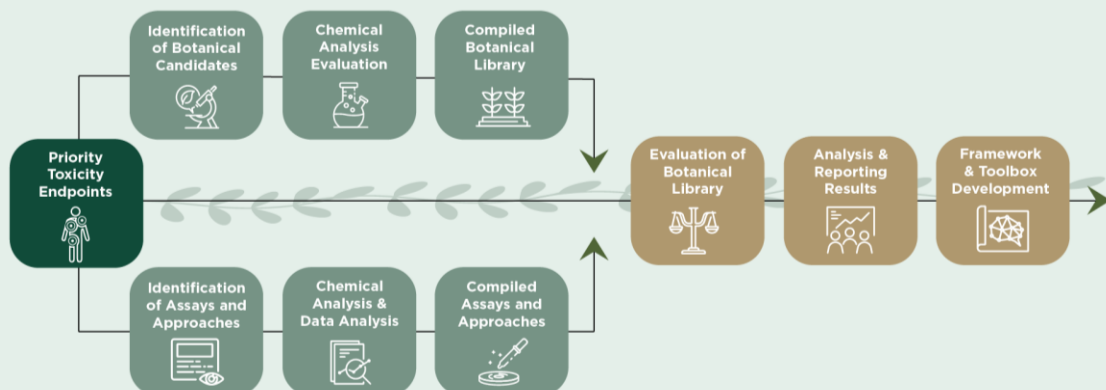 Identification
of Botanical
Candidates
Chemical
Analysis
Evaluation
Compiled
Botanical
Library
Priority
Toxicity
Endpoints
Evaluation of
Botanical
Library
Analysis &
Reporting
Results
Framework
& Toolbox
Development
Identification
of Assays and
Approaches
Chemical
Analysis &
Data Analysis
Compiled
Assays and
Approaches